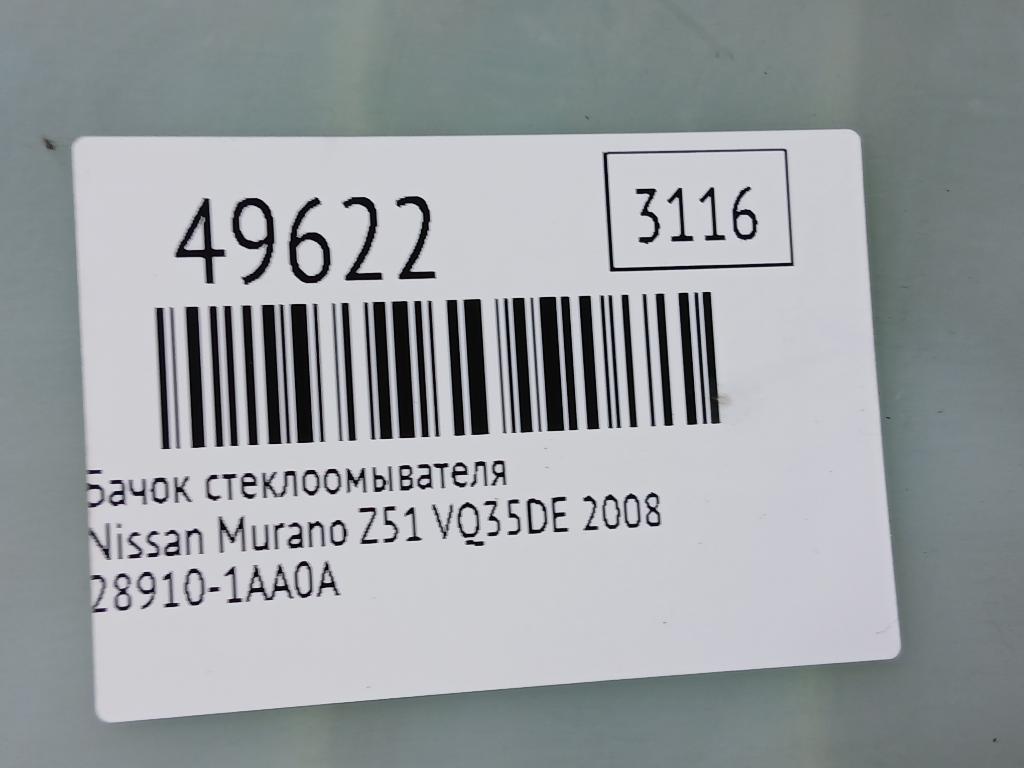 49622
3116
Бачок стеклоомывателя
Nissan Murano Z51 VQ35DE 2008
28910-1AA0A